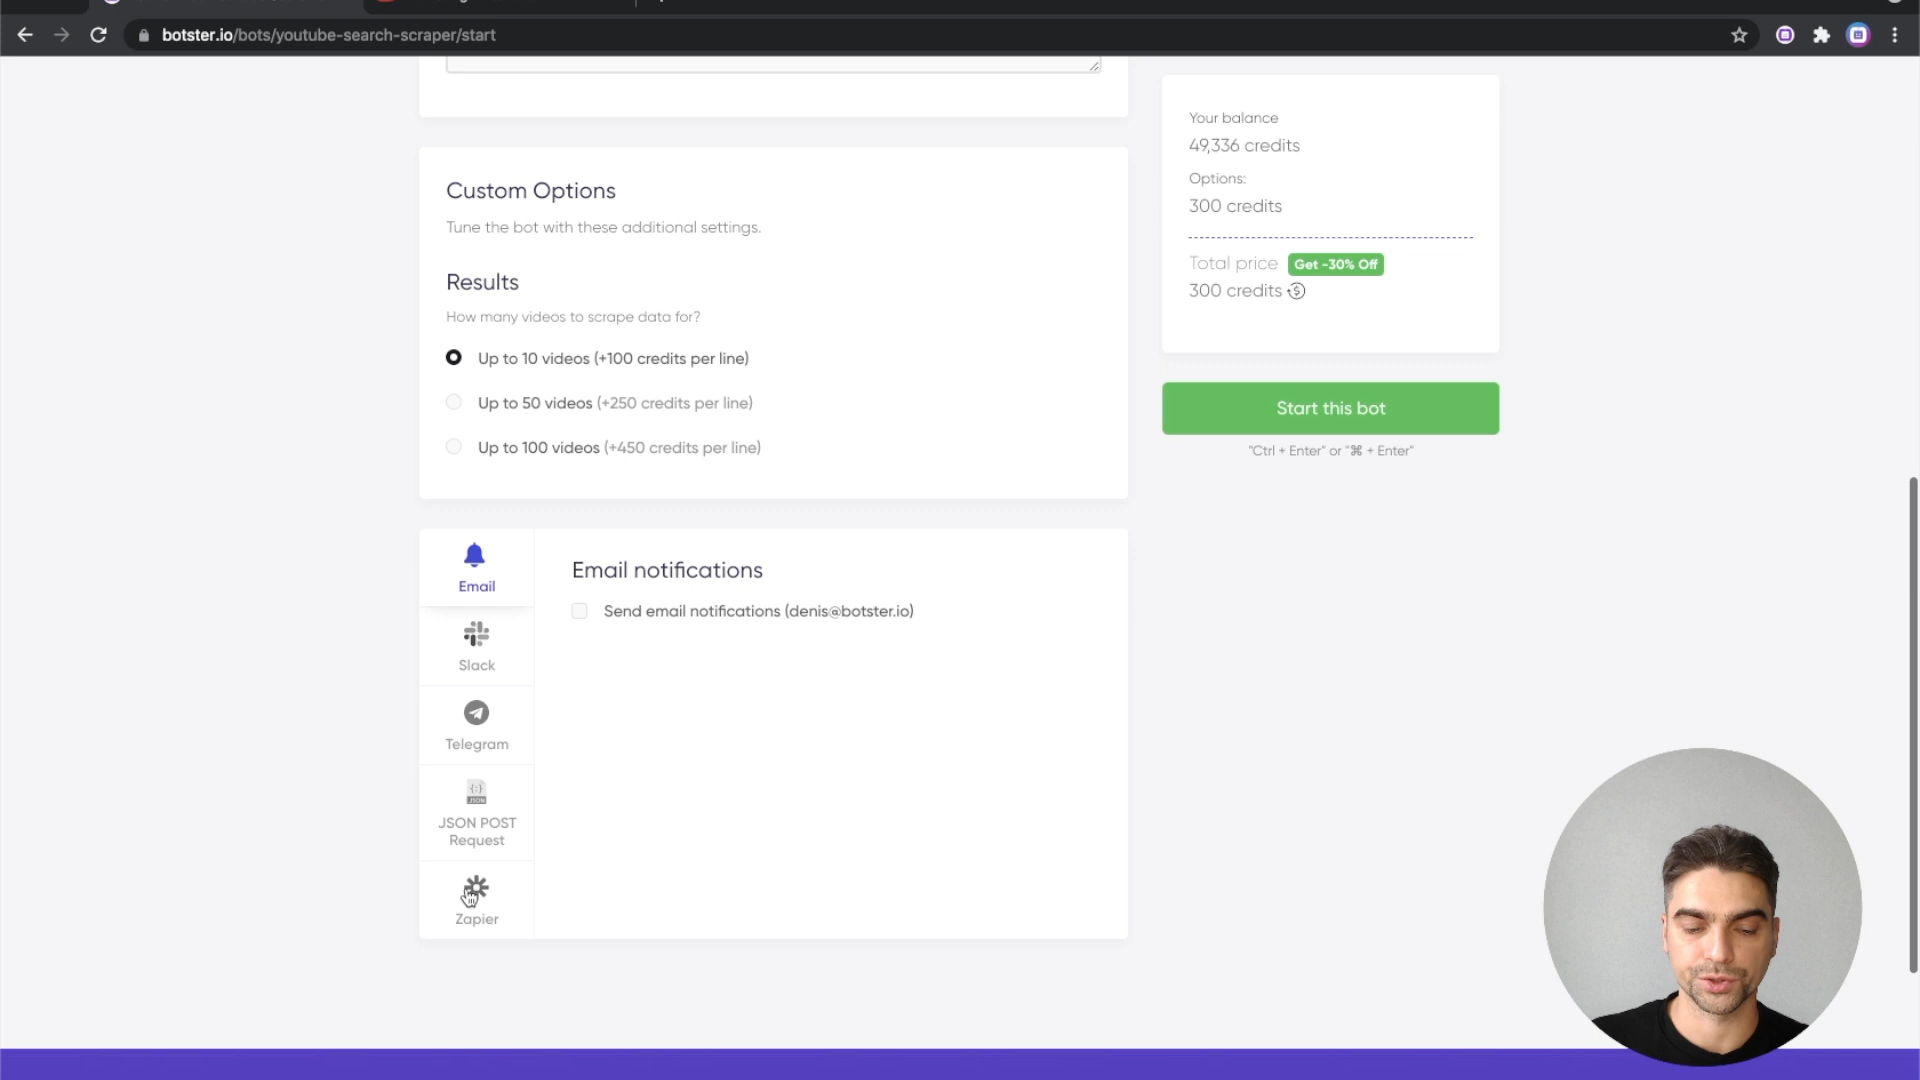 botster.io/bots/youtube-search-scraper/start
Your balance
49,336 credits
Options:
300 credits
Total price Get -30% Off
300 credits
Start this bot
"Ctrl + Enter" or "⌘ + Enter"
Custom Options
Tune the bot with these additional settings.
Results
How many videos to scrape data for?
Up to 10 videos (+100 credits per line)
Up to 50 videos (+250 credits per line)
Up to 100 videos (+450 credits per line)
Email
Slack
Telegram
{:}
JSON
JSON POST
Request
Zapier
Email notifications
Send email notifications (denis@botster.io)